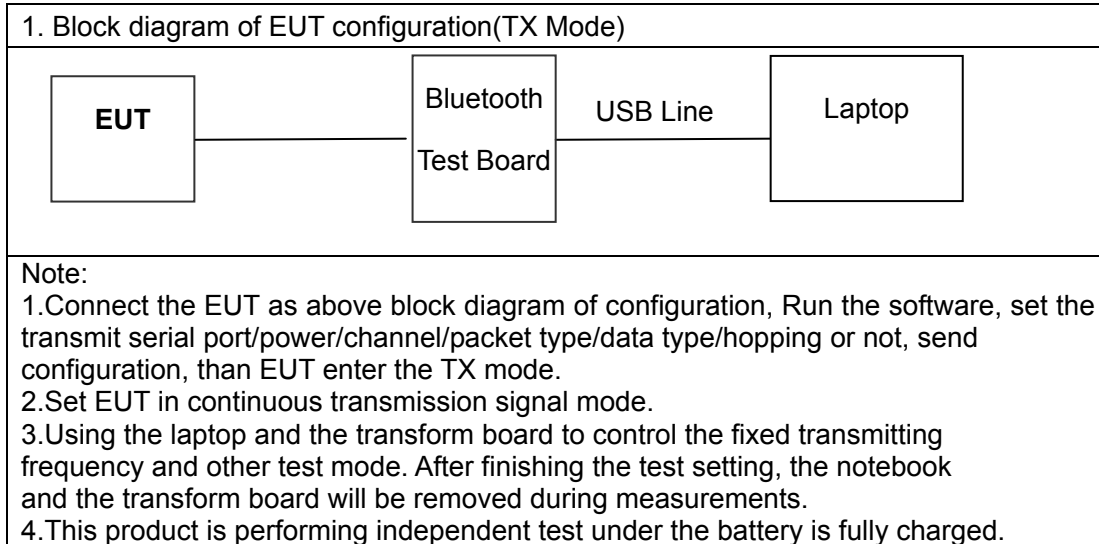 1. Block diagram of EUT configuration(TX Mode)
EUT
Bluetooth
Test Board
USB Line
Laptop
Note:
1.Connect the EUT as above block diagram of configuration, Run the software, set the
transmit serial port/power/channel/packet type/data type/hopping or not, send
configuration, than EUT enter the TX mode.
2.Set EUT in continuous transmission signal mode.
3.Using the laptop and the transform board to control the fixed transmitting
frequency and other test mode. After finishing the test setting, the notebook
and the transform board will be removed during measurements.
4.This product is performing independent test under the battery is fully charged.